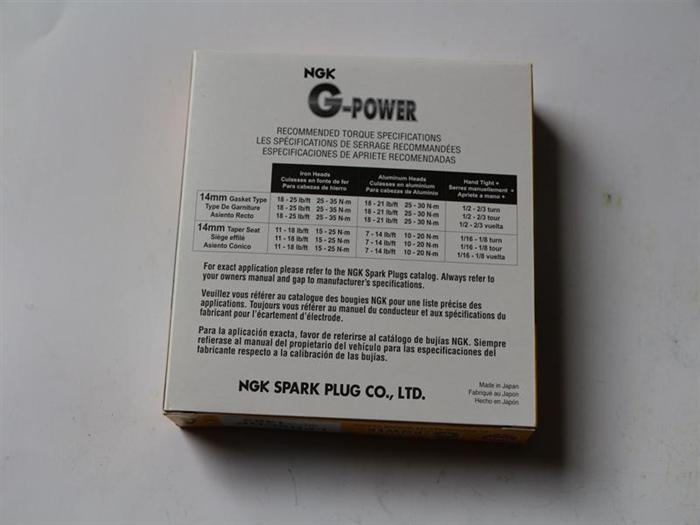 NGK
G-POWER
RECOMMENDED TORQUE SPECIFICATIONS
LES SPÉCIFICATIONS DE SERRAGE RECOMMANDÉES
ESPECIFICACIONES DE APRIETE RECOMENDADAS
Iron Heads Aluminum Heads Hand Tight +
Culasses en fonte de fer Culasses en aluminium Serrez manuellement +
Para cabezas de hierro Para cabezas de Aluminio Apriete a mano +
14mm Gasket Type 18 - 25 lb/ft 25 - 35 N·m 18 - 21 lb/ft 25 - 30 N·m 1/2 - 2/3 turn
Type De Garniture 18 - 25 lb/ft 25 - 35 N·m 18 - 21 lb/ft 25 - 30 N·m 1/2 - 2/3 tour
Asiento Recto 18 - 25 lb/ft 25 - 35 N·m 18 - 21 lb/ft 25 - 30 N·m 1/2 - 2/3 vuelta
14mm Taper Seat 11 - 18 lb/ft 15 - 25 N·m 7 - 14 lb/ft 10 - 20 N·m 1/16 - 1/8 turn
Siège effilé 11 - 18 lb/ft 15 - 25 N·m 7 - 14 lb/ft 10 - 20 N·m 1/16 - 1/8 tour
Asiento Cónico 11 - 18 lb/ft 15 - 25 N·m 7 - 14 lb/ft 10 - 20 N·m 1/16 - 1/8 vuelta
For exact application please refer to the NGK Spark Plugs catalog. Always refer to
your owners manual and gap to manufacturer's specifications.
Veuillez vous référer au catalogue des bougies NGK pour une liste précise des
applications. Toujours vous référer au manuel du conducteur et aux spécifications du
fabricant pour l'écartement d'électrode.
Para la aplicación exacta, favor de referirse al catálogo de bujías NGK. Siempre
refierase al manual del propietario del vehículo para las especificaciones del
fabricante respecto a la calibración de las bujías.
NGK SPARK PLUG CO., LTD.
Made in Japan
Fabriqué au Japon
Hecho en Japón